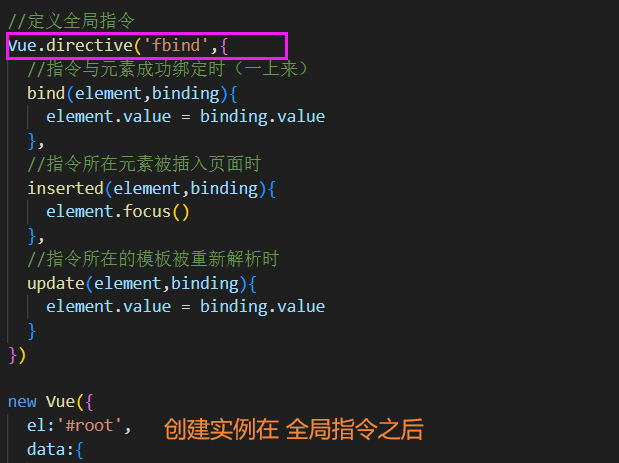 //定义全局指令
Vue.directive('fbind',{
//指令与元素成功绑定时（一上来）
bind(element,binding){
element.value = binding.value
},
//指令所在元素被插入页面时
inserted(element,binding){
element.focus()
},
//指令所在的模板被重新解析时
update(element,binding){
element.value = binding.value
}
})
new Vue({
el:'#root', 创建实例在 全局指令之后
data:{